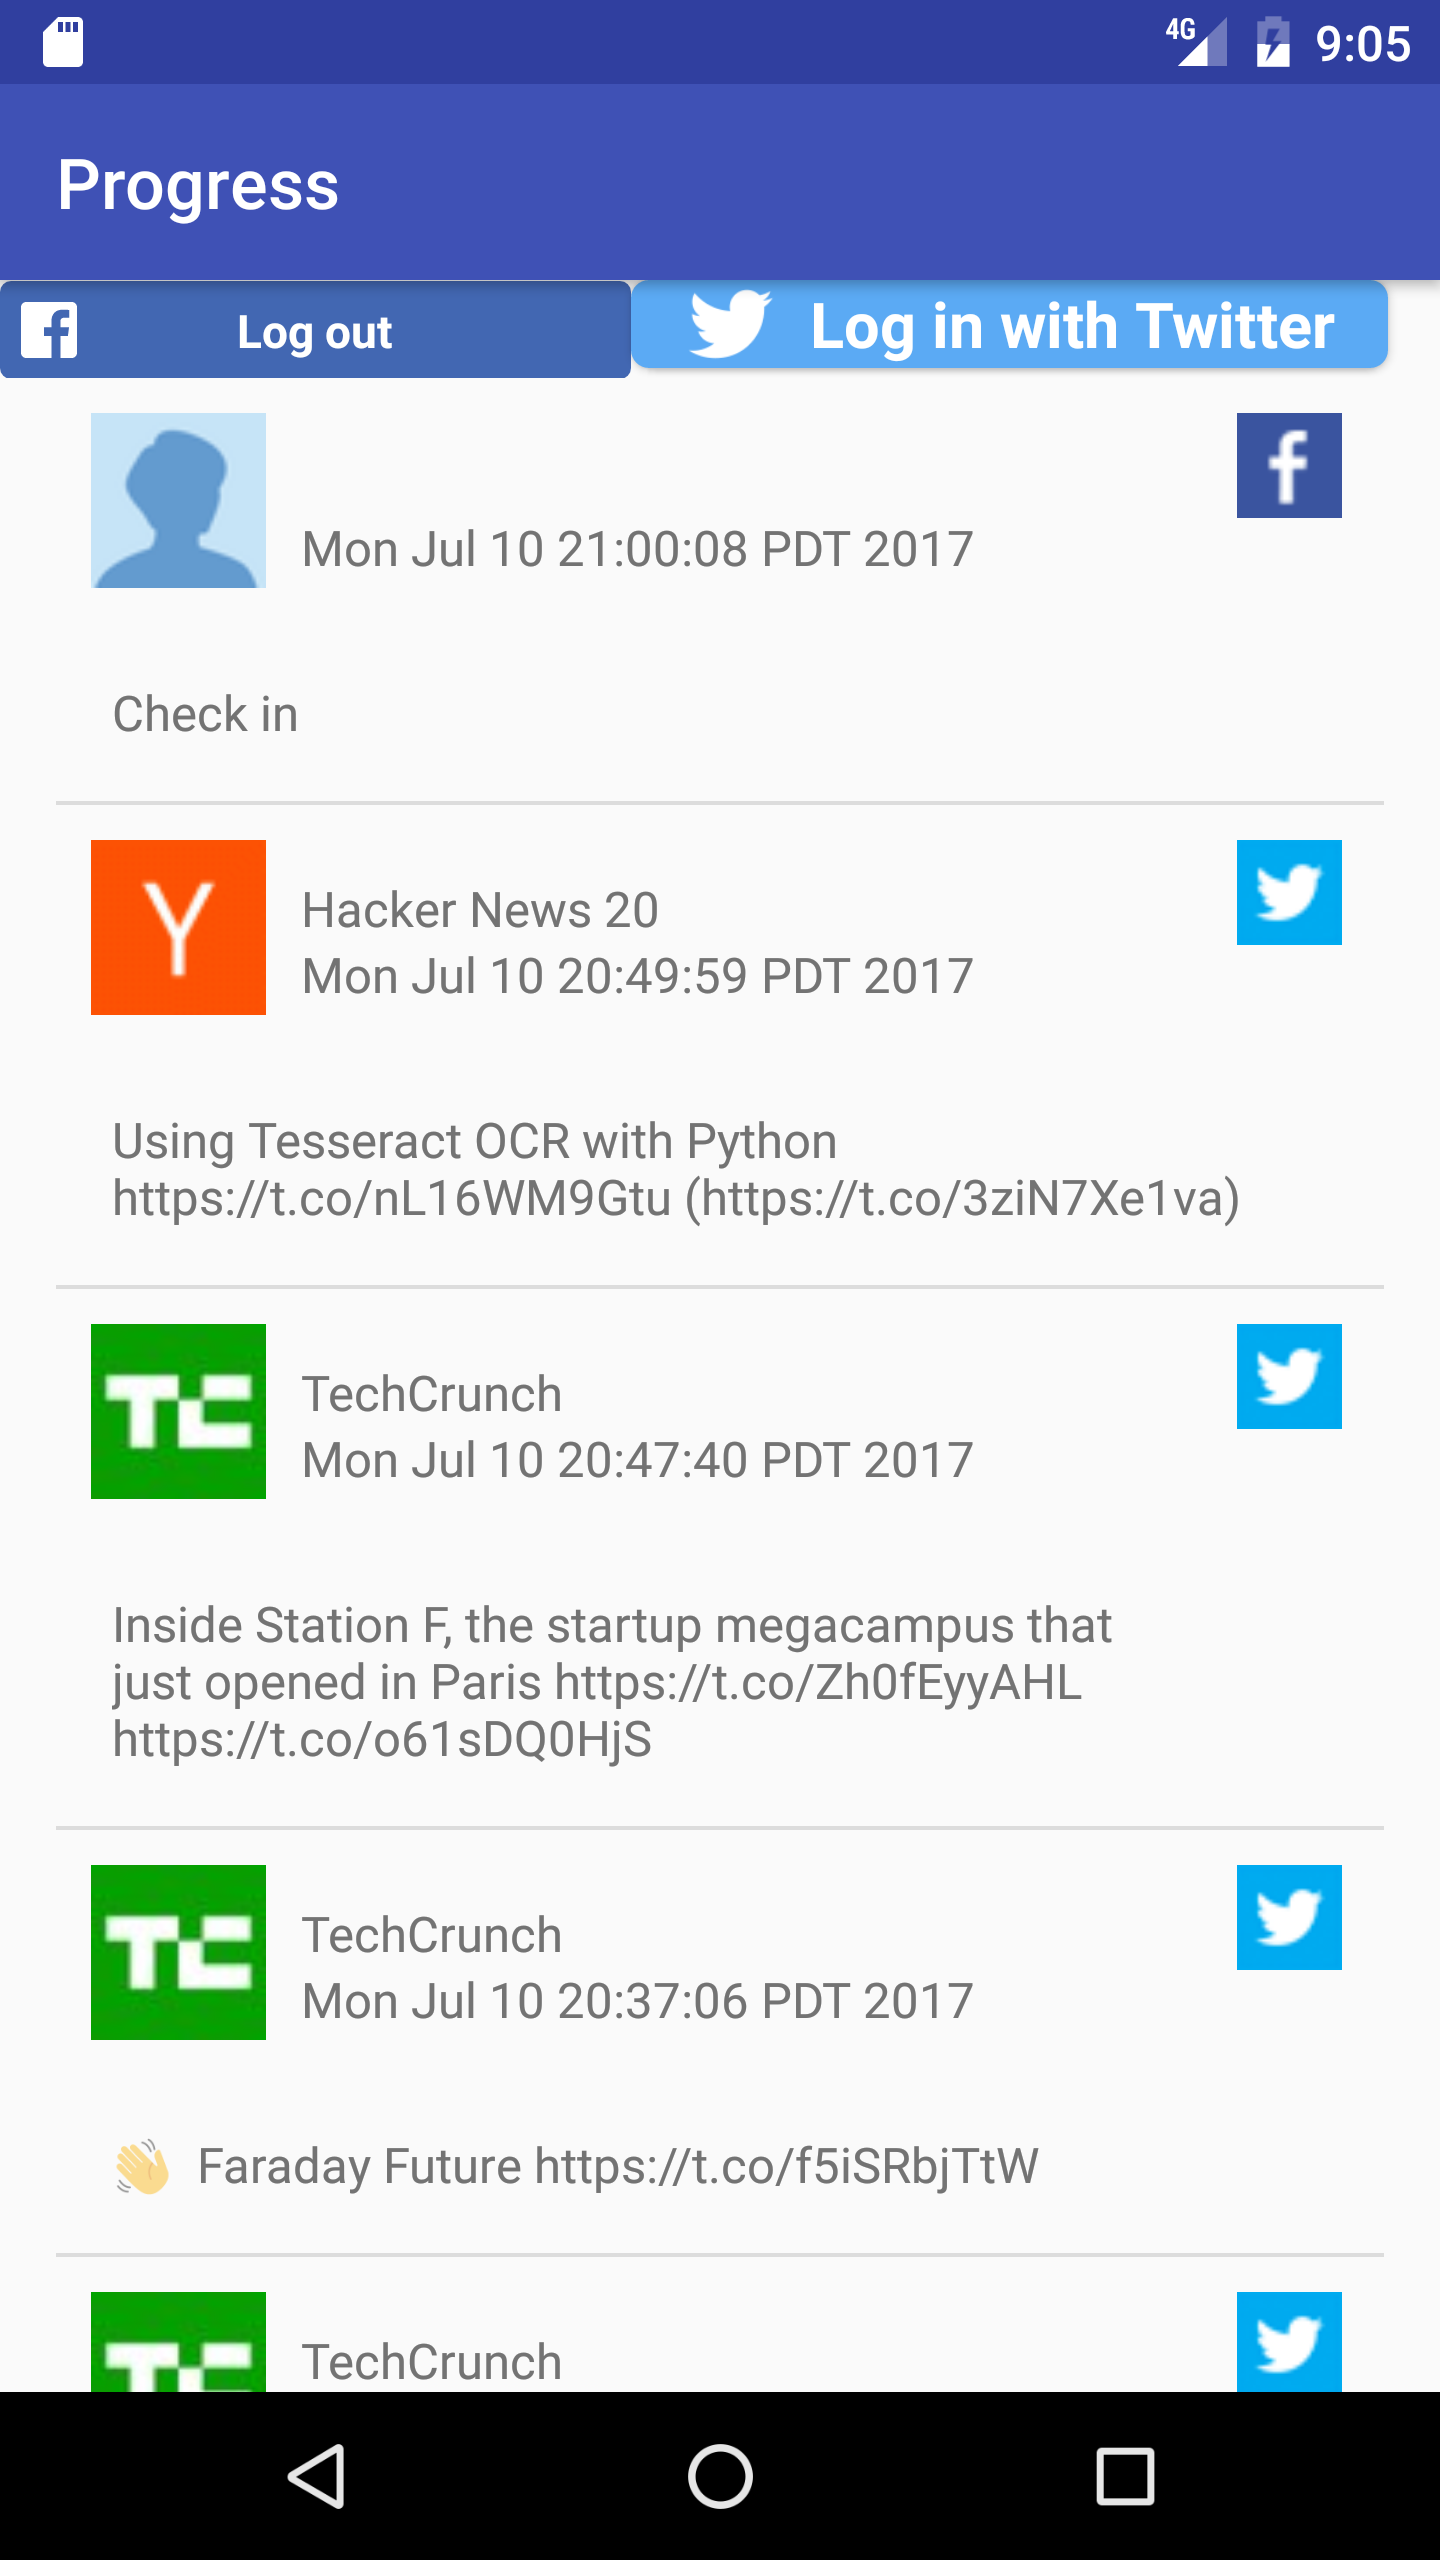 4G 9:05
Progress
Log out
Log in with Twitter
Mon Jul 10 21:00:08 PDT 2017
Check in
Y
Hacker News 20
Mon Jul 10 20:49:59 PDT 2017
Using Tesseract OCR with Python
https://t.co/nL16WM9Gtu (https://t.co/3ziN7Xe1va)
TC
TechCrunch
Mon Jul 10 20:47:40 PDT 2017
Inside Station F, the startup megacampus that
just opened in Paris https://t.co/Zh0fEyyAHL
https://t.co/o61sDQ0HjS
TC
TechCrunch
Mon Jul 10 20:37:06 PDT 2017
👋 Faraday Future https://t.co/f5iSRbjTtW
TC
TechCrunch